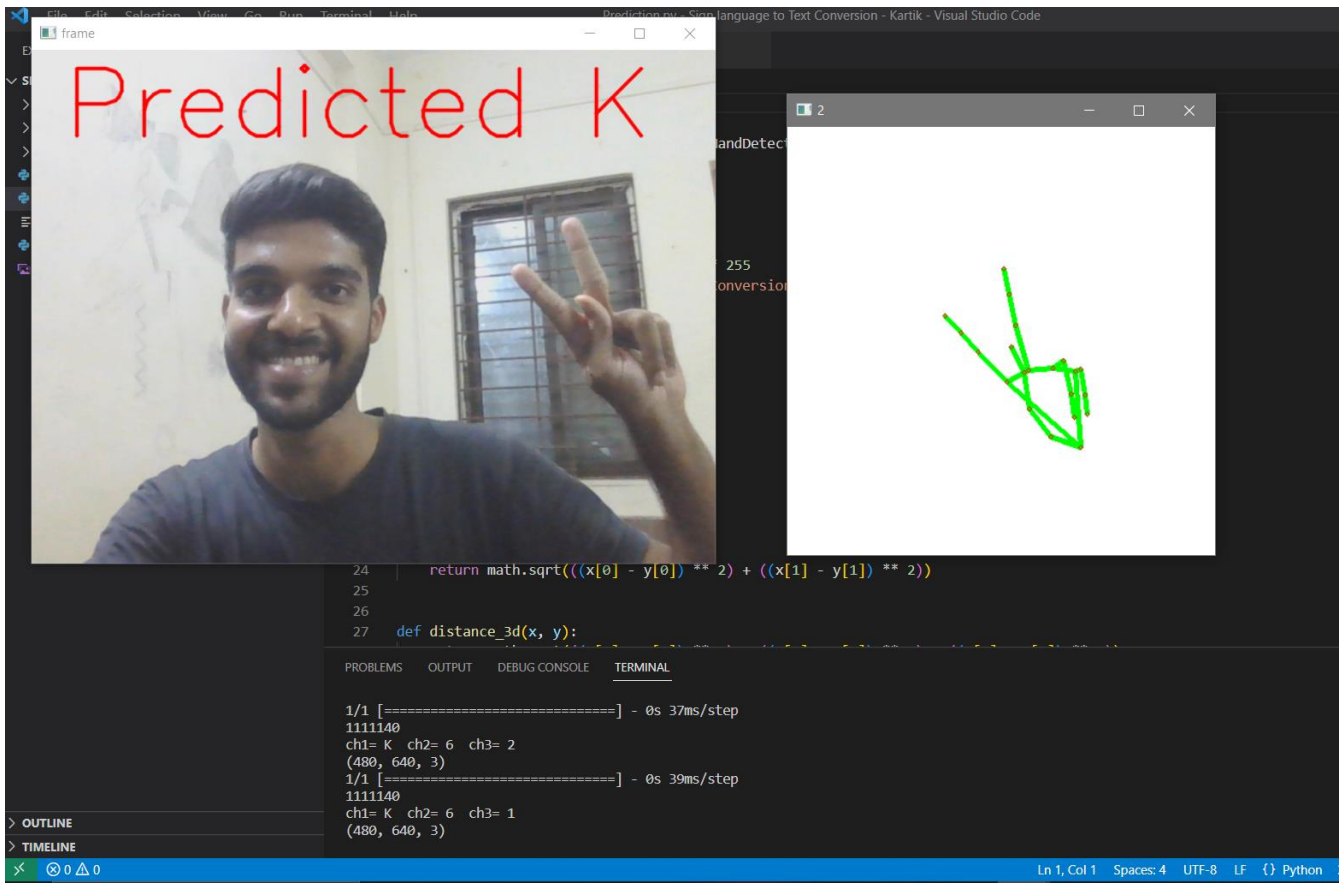 File Edit Selection View Go Run Terminal Help
Prediction.py - Sign language to Text Conversion - Kartik - Visual Studio Code
frame
Predicted K
2
HandDetect
255
Conversion
24 return math.sqrt(((x[0] - y[0]) ** 2) + ((x[1] - y[1]) ** 2))
25
26
27 def distance_3d(x, y):
PROBLEMS OUTPUT DEBUG CONSOLE TERMINAL
1/1 [==============================] - 0s 37ms/step
1111140
ch1= K ch2= 6 ch3= 2
(480, 640, 3)
1/1 [==============================] - 0s 39ms/step
1111140
ch1= K ch2= 6 ch3= 1
(480, 640, 3)
OUTLINE
TIMELINE
0 0
Ln 1, Col 1 Spaces: 4 UTF-8 LF {} Python